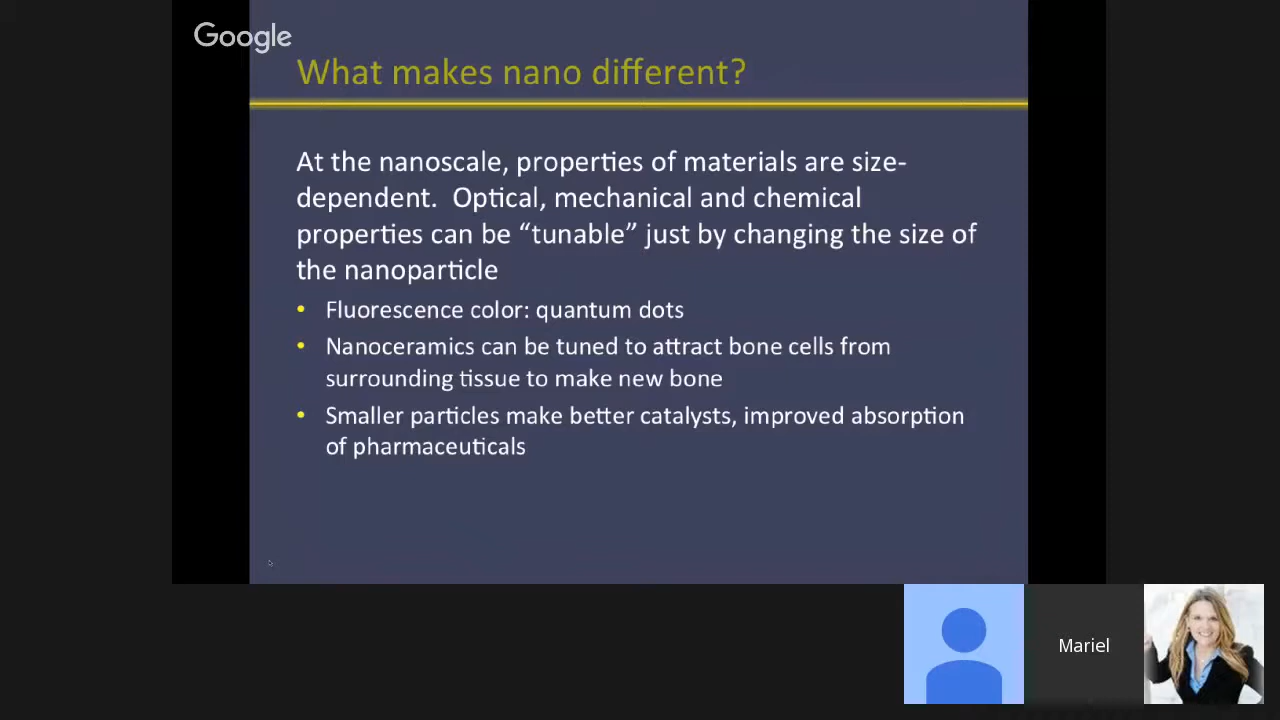 Google
What makes nano different?
At the nanoscale, properties of materials are size-
dependent.  Optical, mechanical and chemical
properties can be “tunable” just by changing the size of
the nanoparticle
• Fluorescence color: quantum dots
• Nanoceramics can be tuned to attract bone cells from
surrounding tissue to make new bone
• Smaller particles make better catalysts, improved absorption
of pharmaceuticals
Mariel